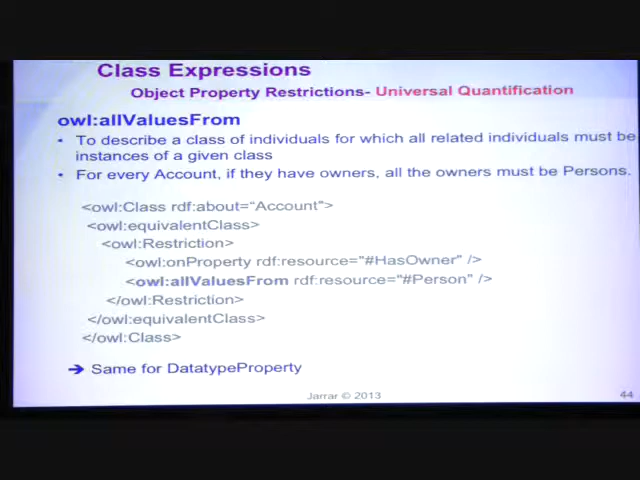 Class Expressions
Object Property Restrictions- Universal Quantification
owl:allValuesFrom
• To describe a class of individuals for which all related individuals must be
instances of a given class
• For every Account, if they have owners, all the owners must be Persons.
<owl:Class rdf:about=“Account">
<owl:equivalentClass>
<owl:Restriction>
<owl:onProperty rdf:resource="#HasOwner" />
<owl:allValuesFrom rdf:resource="#Person" />
</owl:Restriction>
</owl:equivalentClass>
</owl:Class>
➔ Same for DatatypeProperty
Jarrar © 2013
44